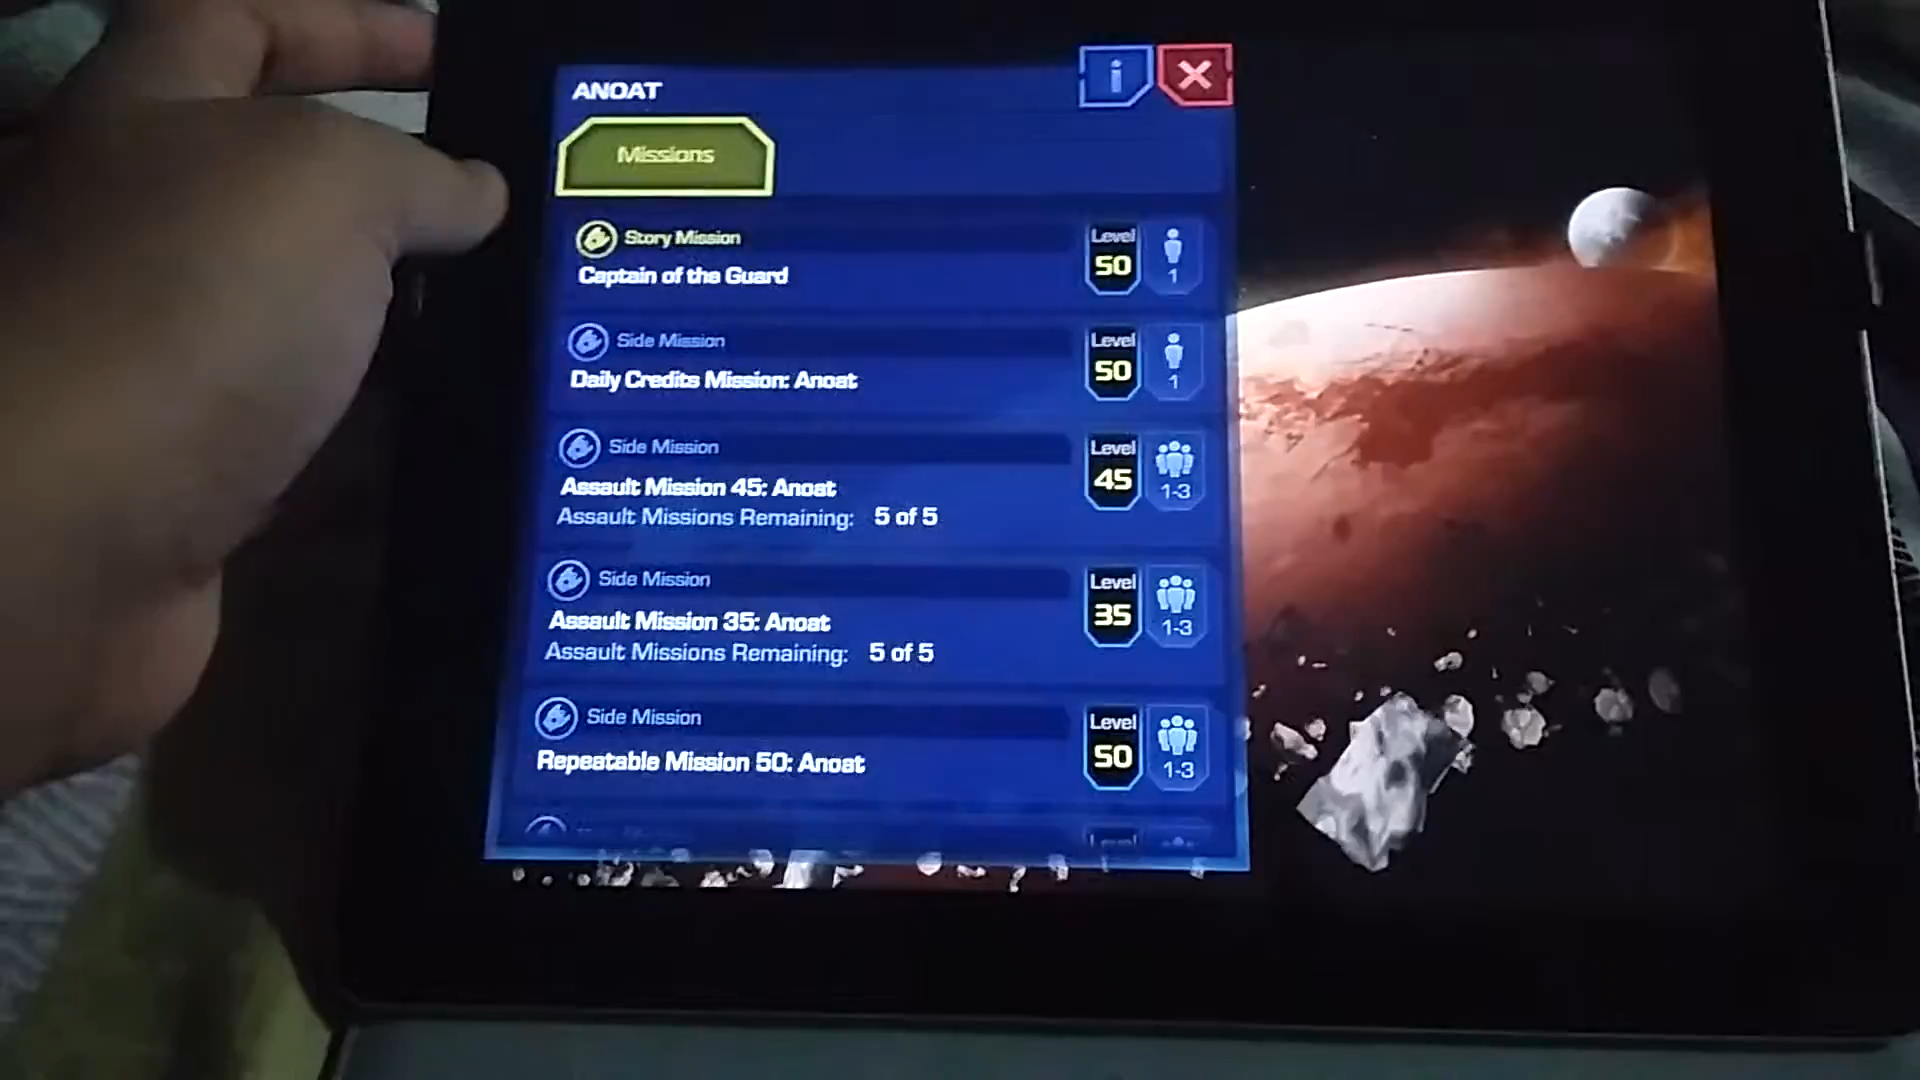 ANOAT
i
Missions
Story Mission
Captain of the Guard
Level
50
1
Side Mission
Daily Credits Mission: Anoat
Level
50
1
Side Mission
Assault Mission 45: Anoat
Assault Missions Remaining: 5 of 5
Level
45
1-3
Side Mission
Assault Mission 35: Anoat
Assault Missions Remaining: 5 of 5
Level
35
1-3
Side Mission
Repeatable Mission 50: Anoat
Level
50
1-3
Level